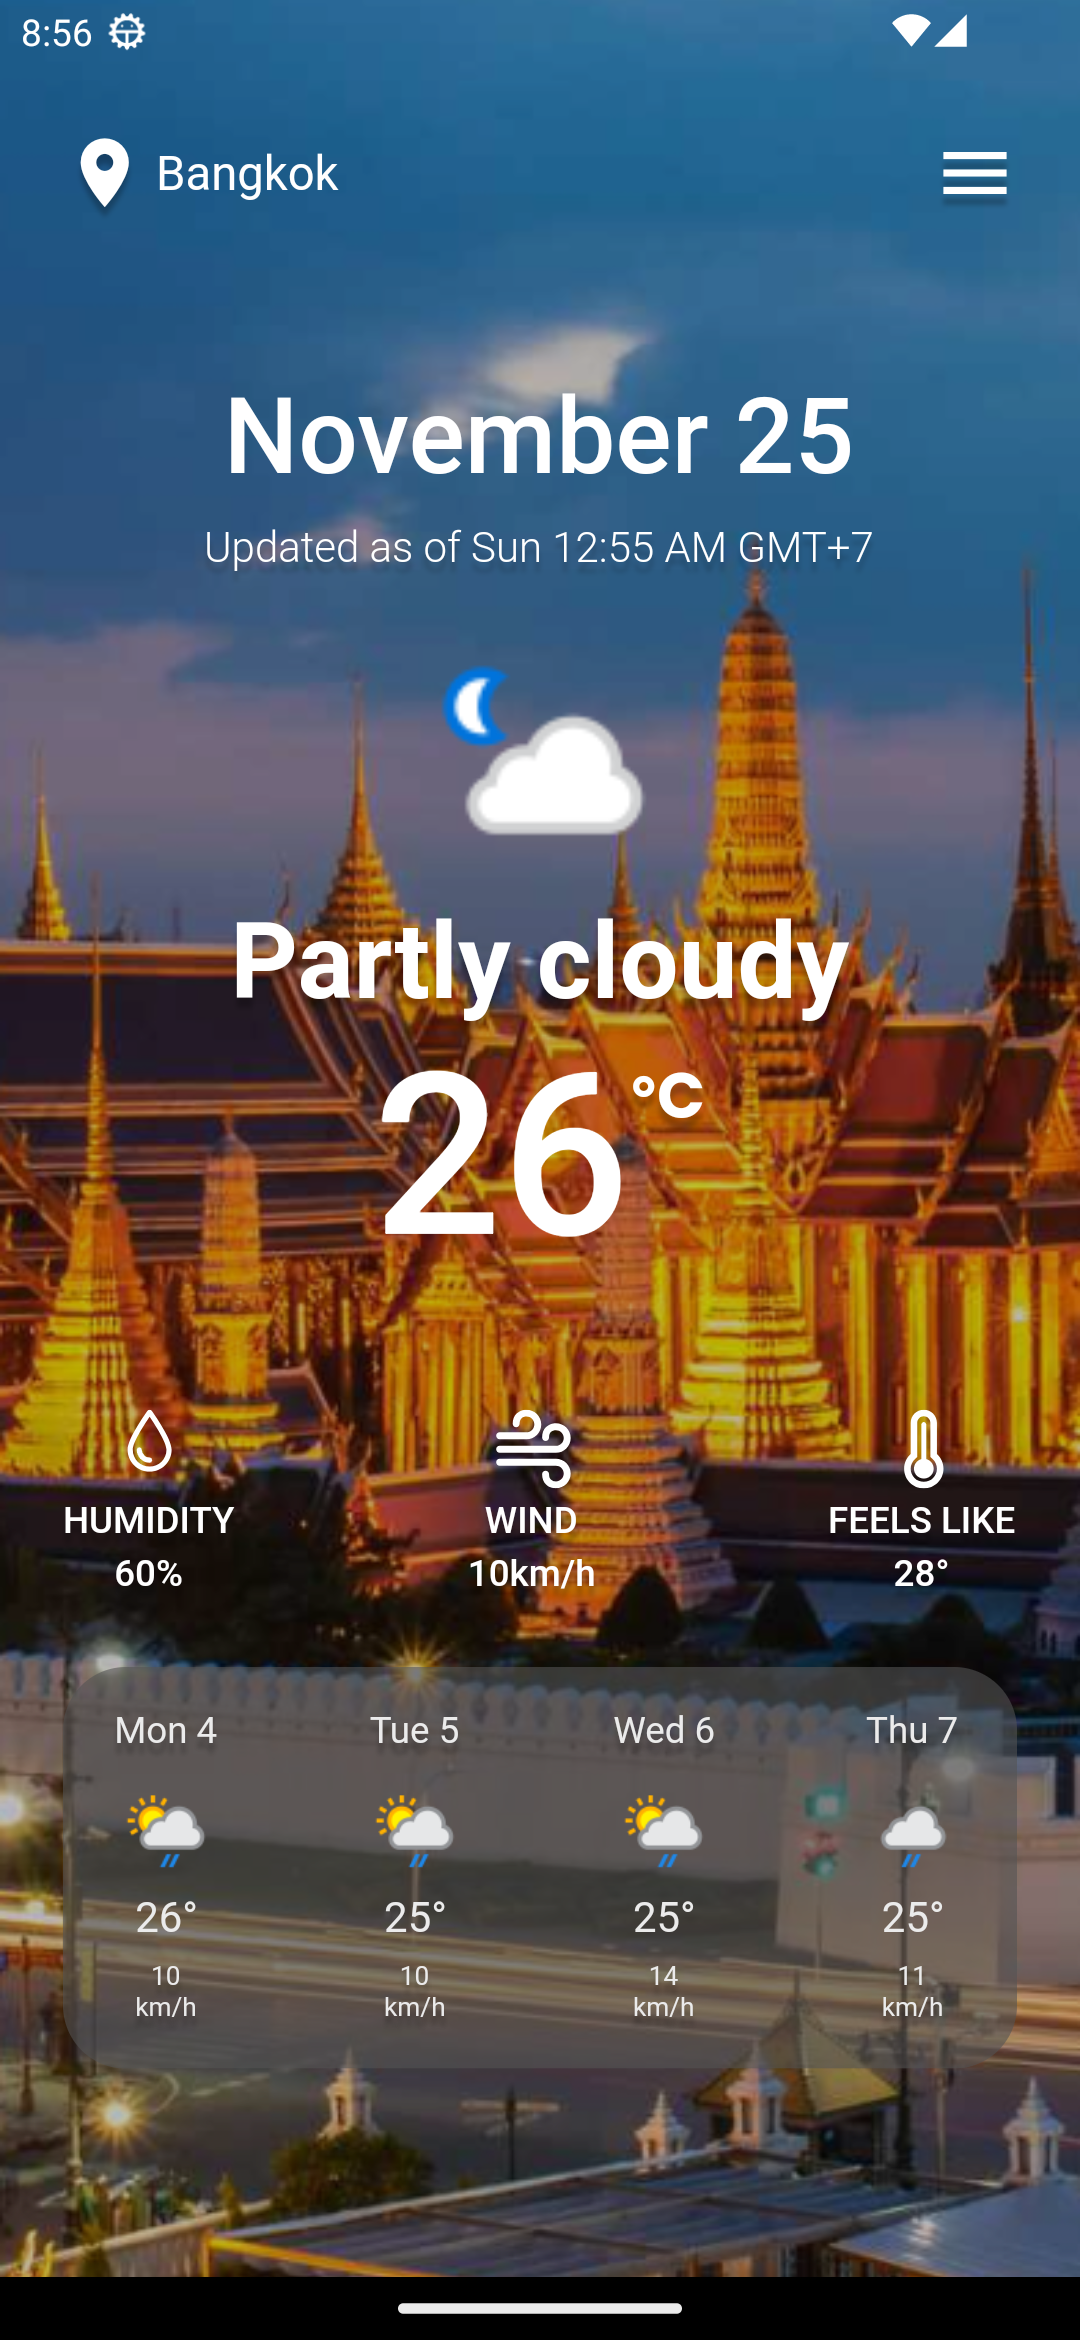 8:56
Bangkok
November 25
Updated as of Sun 12:55 AM GMT+7
Partly cloudy
26 °C
HUMIDITY WIND FEELS LIKE
60% 10km/h 28°
Mon 4 Tue 5 Wed 6 Thu 7
26° 25° 25° 25°
10 10 14 11
km/h km/h km/h km/h